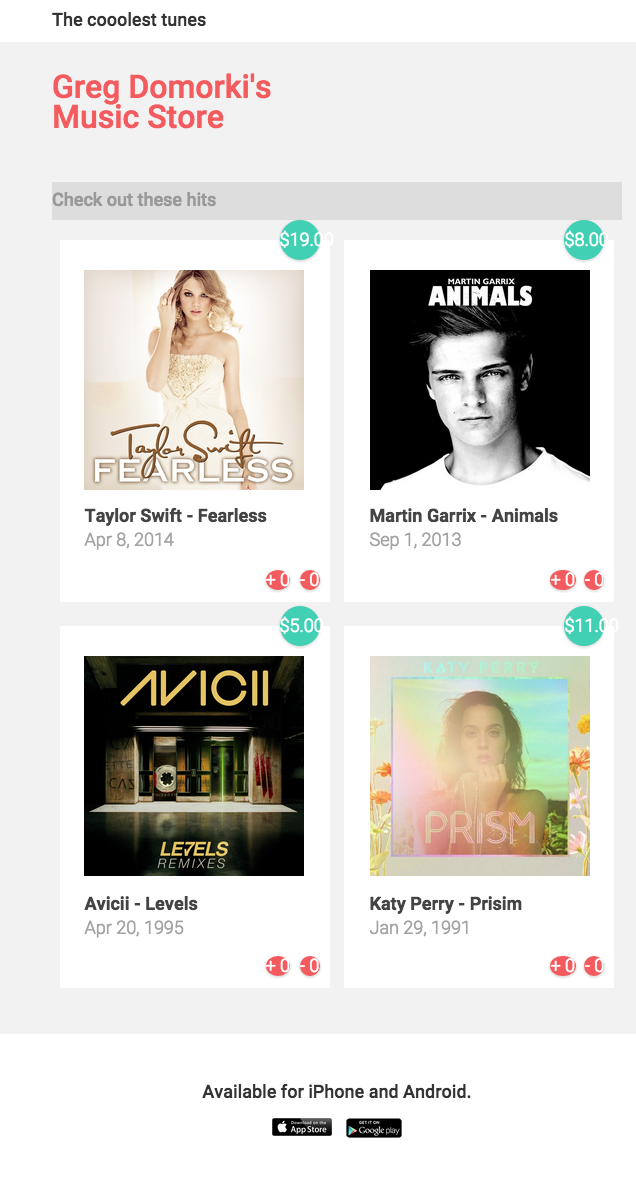 The cooolest tunes
Greg Domorki's
Music Store
Check out these hits
$19.00
$8.00
MARTIN GARRIX
ANIMALS
Taylor Swift
FEARLESS
Taylor Swift - Fearless
Martin Garrix - Animals
Apr 8, 2014
Sep 1, 2013
+ 0
- 0
+ 0
- 0
$5.00
$11.00
AVICII
KATY PERRY
LE7ELS
REMIXES
PRISM
Avicii - Levels
Katy Perry - Prisim
Apr 20, 1995
Jan 29, 1991
+ 0
- 0
+ 0
- 0
Available for iPhone and Android.
Download on the
App Store
GET IT ON
Google play